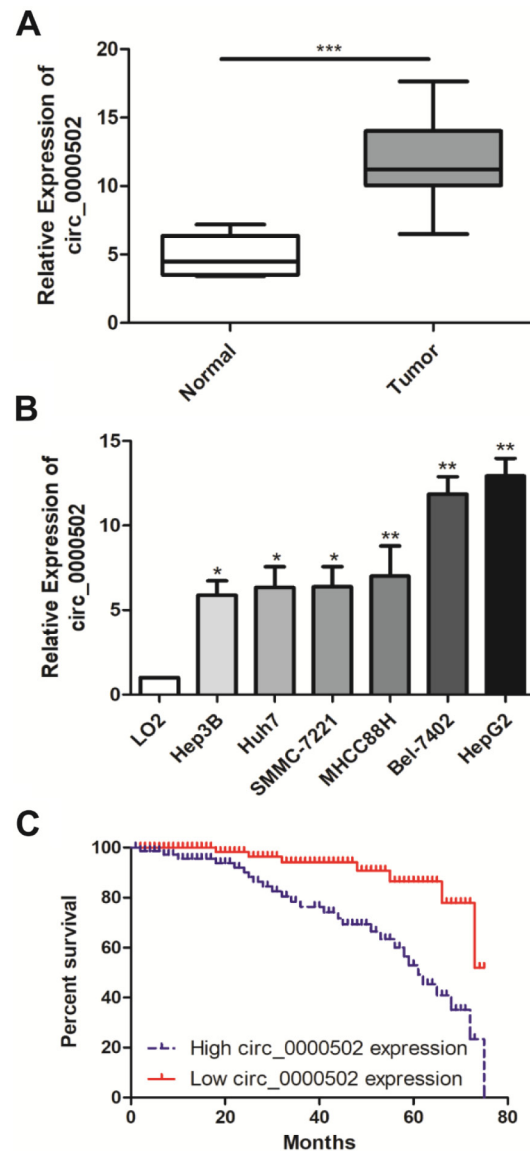 A
Relative Expression of
circ_0000502
20
15
10
5
0
***
Normal
Tumor
B
Relative Expression of
circ_0000502
15
10
5
0
*
*
*
**
**
**
LO2
Hep3B
Huh7
SMMC-7221
MHCC88H
Bel-7402
HepG2
C
Percent survival
100
80
60
40
20
0
High circ_0000502 expression
Low circ_0000502 expression
0
20
40
60
80
Months